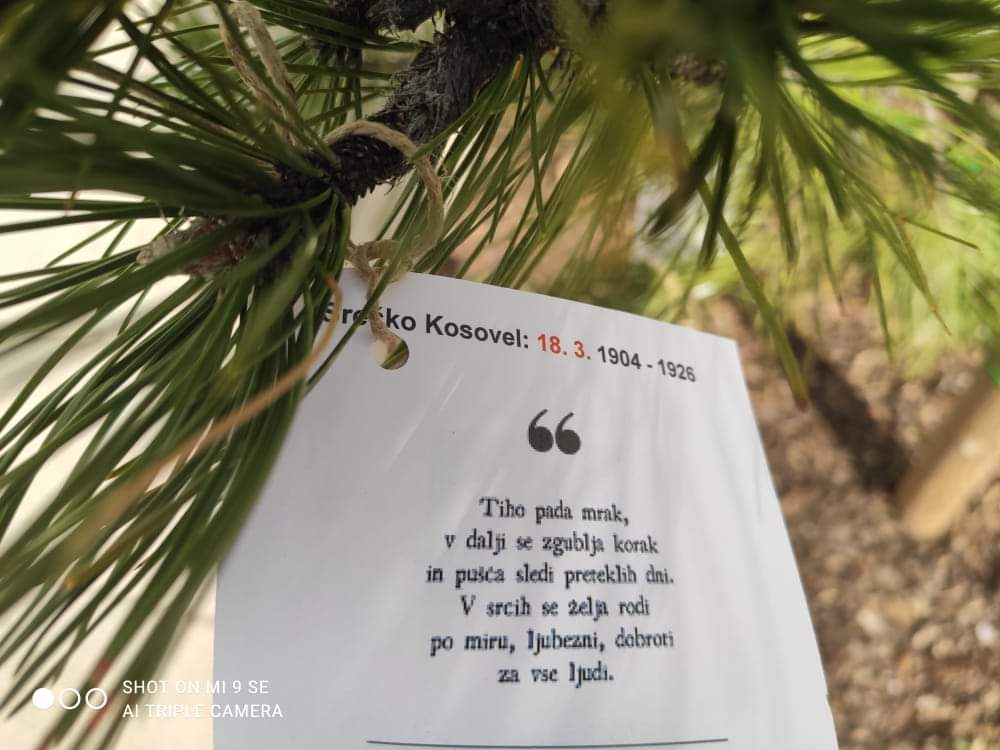 Srečko Kosovel: 18. 3. 1904 - 1926
“
Tiho pada mrak,
v dalji se zgublja korak
in pušča sledi preteklih dni.
V srcih se želja rodi
po miru, ljubezni, dobroti
za vse ljudi.
SHOT ON MI 9 SE
AI TRIPLE CAMERA